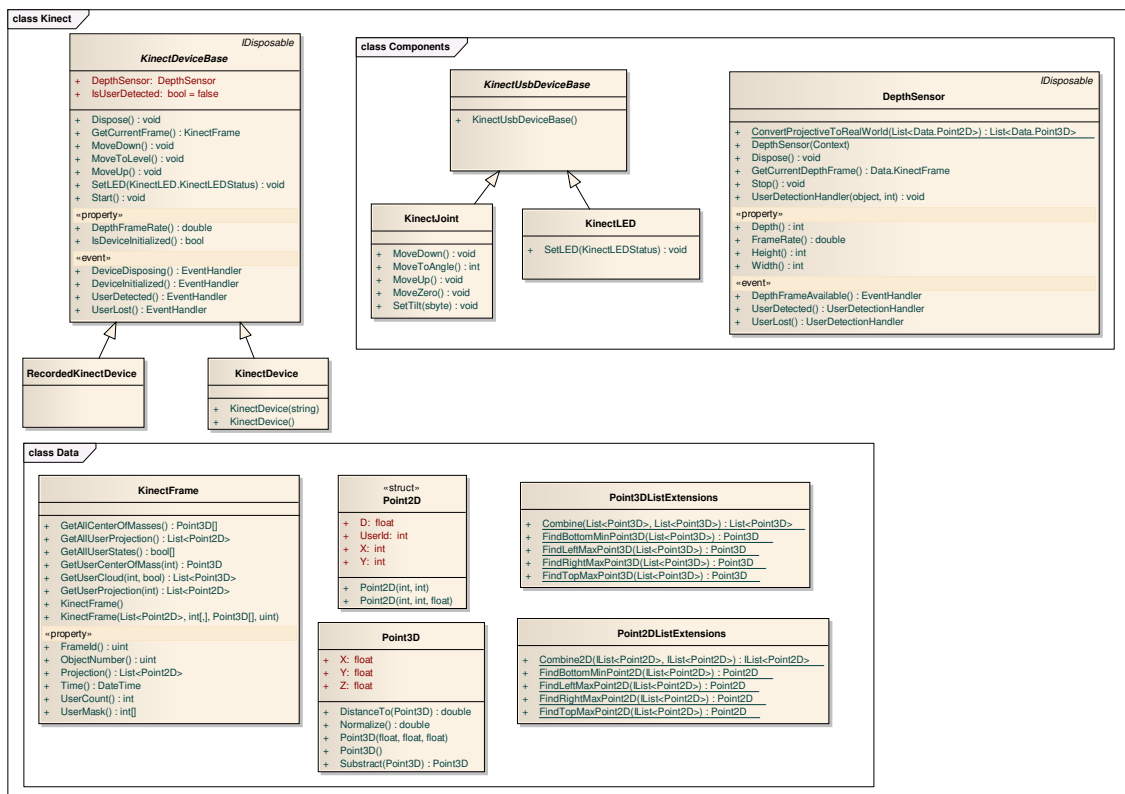 class Kinect
IDisposable
KinectDeviceBase
+ DepthSensor: DepthSensor
+ IsUserDetected: bool = false
+ Dispose() : void
+ GetCurrentFrame() : KinectFrame
+ MoveDown() : void
+ MoveToLevel() : void
+ MoveUp() : void
+ SetLED(KinectLED.KinectLEDStatus) : void
+ Start() : void
«property»
+ DepthFrameRate() : double
+ IsDeviceInitialized() : bool
«event»
+ DeviceDisposing() : EventHandler
+ DeviceInitialized() : EventHandler
+ UserDetected() : EventHandler
+ UserLost() : EventHandler
RecordedKinectDevice
KinectDevice
+ KinectDevice(string)
+ KinectDevice()
class Components
KinectUsbDeviceBase
+ KinectUsbDeviceBase()
KinectJoint
+ MoveDown() : void
+ MoveToAngle() : int
+ MoveUp() : void
+ MoveZero() : void
+ SetTilt(sbyte) : void
KinectLED
+ SetLED(KinectLEDStatus) : void
IDisposable
DepthSensor
+ ConvertProjectiveToRealWorld(List<Data.Point2D>) : List<Data.Point3D>
+ DepthSensor(Context)
+ Dispose() : void
+ GetCurrentDepthFrame() : Data.KinectFrame
+ Stop() : void
+ UserDetectionHandler(object, int) : void
«property»
+ Depth() : int
+ FrameRate() : double
+ Height() : int
+ Width() : int
«event»
+ DepthFrameAvailable() : EventHandler
+ UserDetected() : UserDetectionHandler
+ UserLost() : UserDetectionHandler
class Data
KinectFrame
+ GetAllCenterOfMasses() : Point3D[]
+ GetAllUserProjection() : List<Point2D>
+ GetAllUserStates() : bool[]
+ GetUserCenterOfMass(int) : Point3D
+ GetUserCloud(int, bool) : List<Point3D>
+ GetUserProjection(int) : List<Point2D>
+ KinectFrame()
+ KinectFrame(List<Point2D>, int[,], Point3D[], uint)
«property»
+ FrameId() : uint
+ ObjectNumber() : uint
+ Projection() : List<Point2D>
+ Time() : DateTime
+ UserCount() : int
+ UserMask() : int[]
«struct»
Point2D
+ D: float
+ UserId: int
+ X: int
+ Y: int
+ Point2D(int, int)
+ Point2D(int, int, float)
Point3D
+ X: float
+ Y: float
+ Z: float
+ DistanceTo(Point3D) : double
+ Normalize() : double
+ Point3D(float, float, float)
+ Point3D()
+ Substract(Point3D) : Point3D
Point3DListExtensions
+ Combine(List<Point3D>, List<Point3D>) : List<Point3D>
+ FindBottomMinPoint3D(List<Point3D>) : Point3D
+ FindLeftMaxPoint3D(List<Point3D>) : Point3D
+ FindRightMaxPoint3D(List<Point3D>) : Point3D
+ FindTopMaxPoint3D(List<Point3D>) : Point3D
Point2DListExtensions
+ Combine2D(IList<Point2D>, IList<Point2D>) : IList<Point2D>
+ FindBottomMinPoint2D(IList<Point2D>) : Point2D
+ FindLeftMaxPoint2D(IList<Point2D>) : Point2D
+ FindRightMaxPoint2D(IList<Point2D>) : Point2D
+ FindTopMaxPoint2D(IList<Point2D>) : Point2D